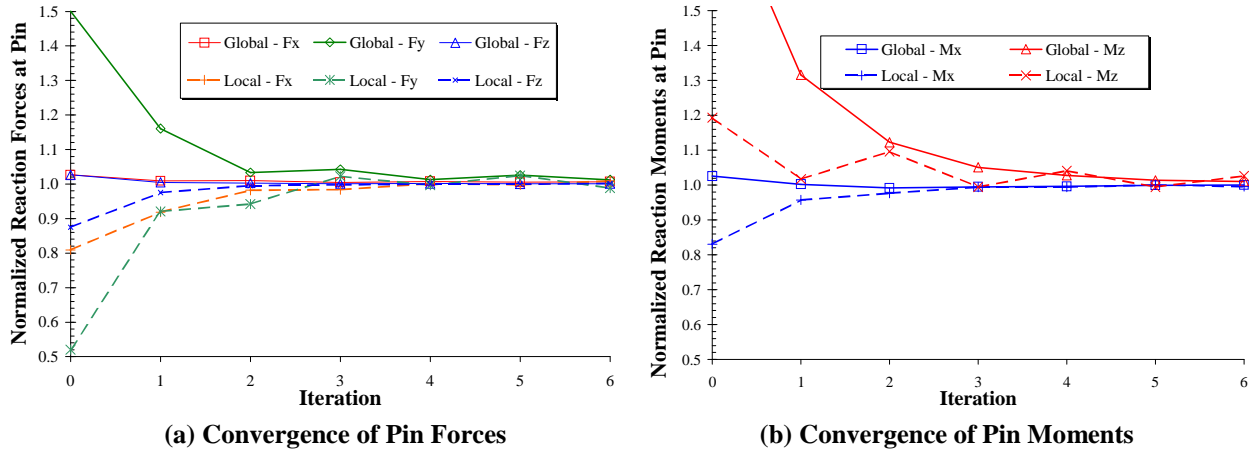 Normalized Reaction Forces at Pin
1.5
1.4
1.3
1.2
1.1
1.0
0.9
0.8
0.7
0.6
0.5
Global - Fx Global - Fy Global - Fz
Local - Fx Local - Fy Local - Fz
0 1 2 3 4 5 6
Iteration
(a) Convergence of Pin Forces
Normalized Reaction Moments at Pin
1.5
1.4
1.3
1.2
1.1
1.0
0.9
0.8
0.7
0.6
0.5
Global - Mx Global - Mz
Local - Mx Local - Mz
0 1 2 3 4 5 6
Iteration
(b) Convergence of Pin Moments